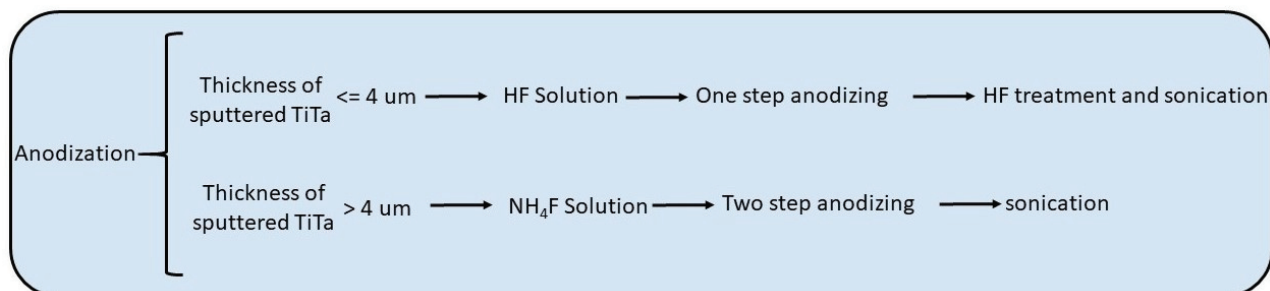 Anodization
Thickness of
sputtered TiTa
<= 4 um
HF Solution
One step anodizing
HF treatment and sonication
Thickness of
sputtered TiTa
> 4 um
NH₄F Solution
Two step anodizing
sonication